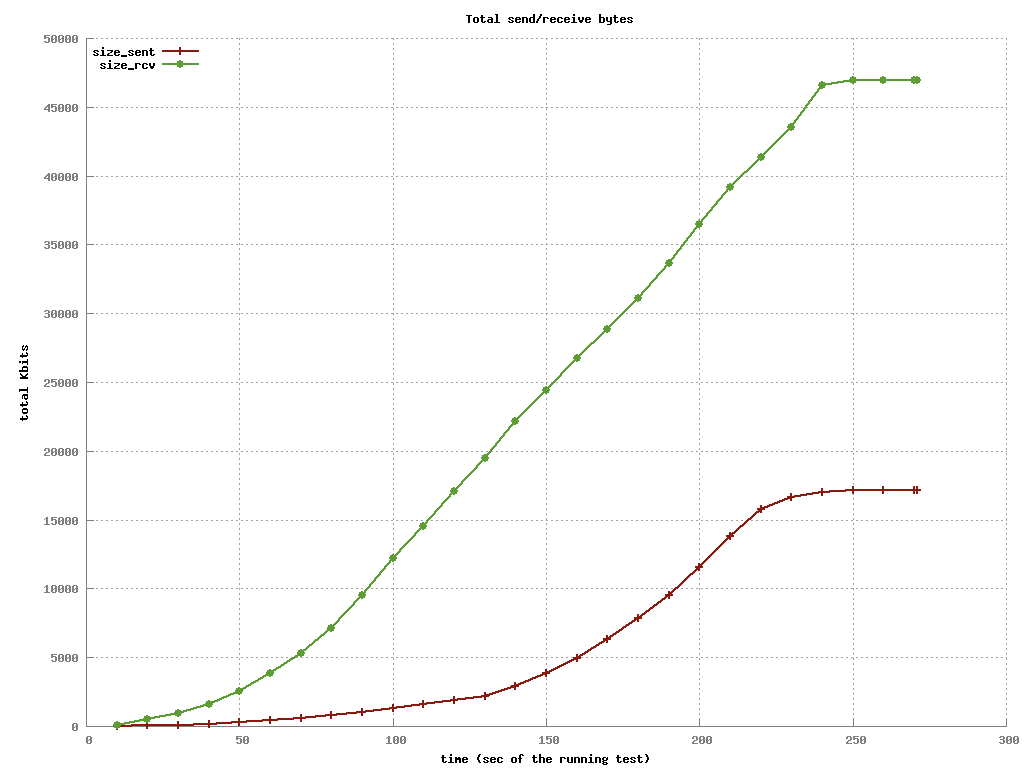 Total send/receive bytes
size_sent
size_rcv
50000
45000
40000
35000
30000
25000
20000
15000
10000
5000
0
total Kbits
0 50 100 150 200 250 300
time (sec of the running test)